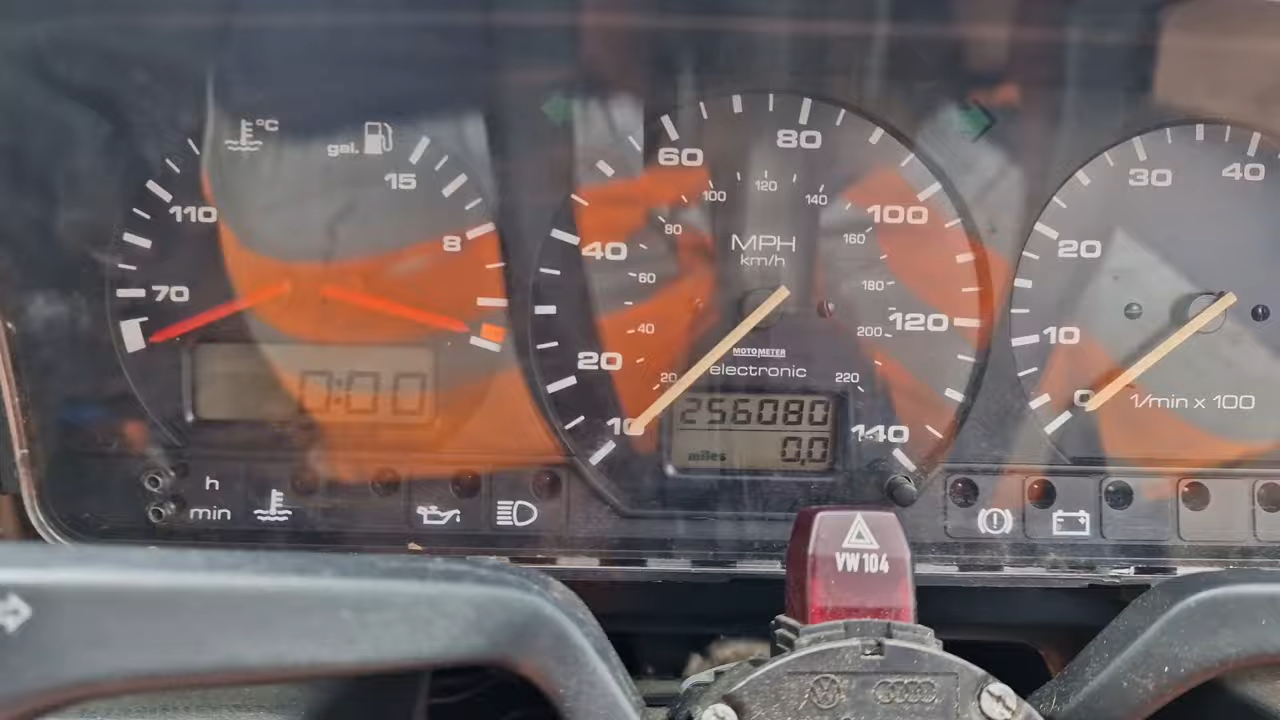 °C
gal.
15
8
110
70
0:00
h
min
10
20
40
60
80
100
120
140
20
40
60
80
100
120
140
160
180
200
220
MPH
km/h
MOTOMETER
electronic
256080
miles 0,0
0
10
20
30
40
1/min x 100
VW 104